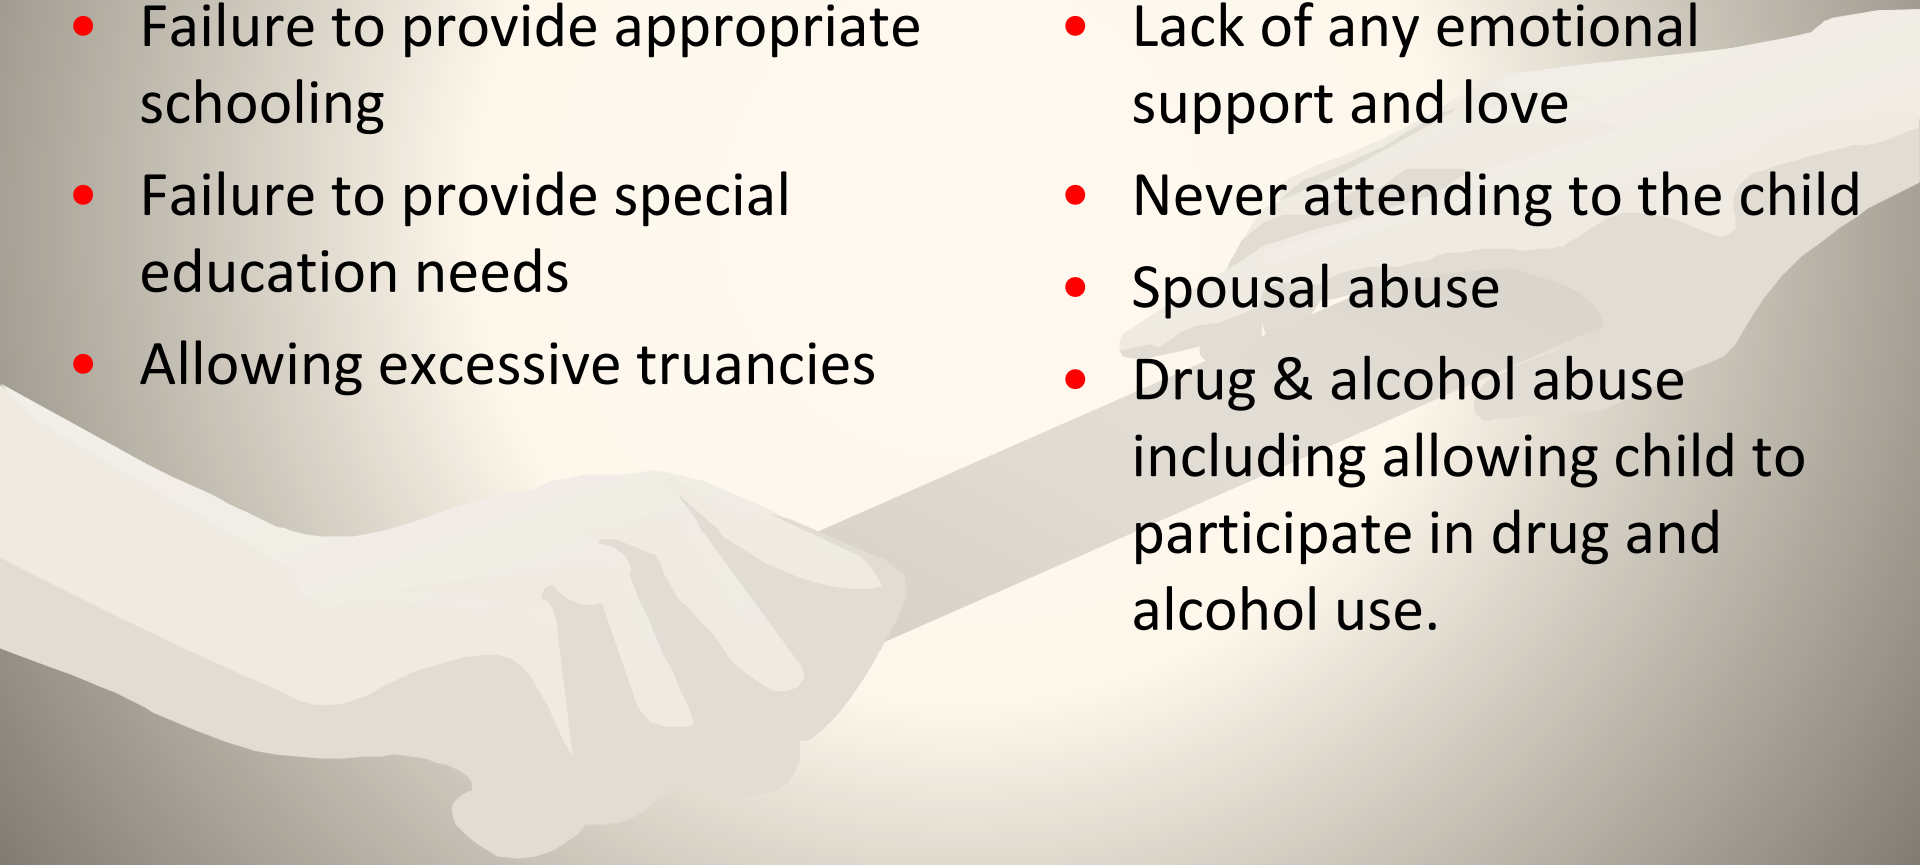 • Failure to provide appropriate
schooling
• Failure to provide special
education needs
• Allowing excessive truancies
• Lack of any emotional
support and love
• Never attending to the child
• Spousal abuse
• Drug & alcohol abuse
including allowing child to
participate in drug and
alcohol use.